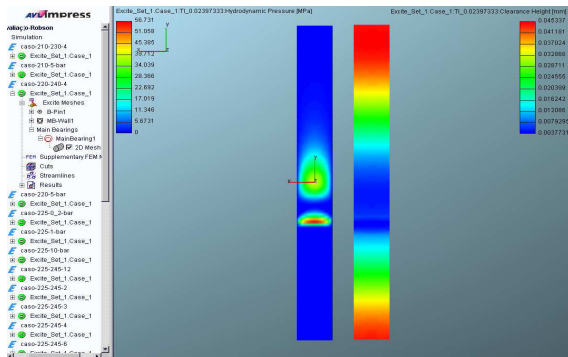 AVL Impress
valiaç›o-Robson
Simulation
caso-210-230-4
Excite_Set_1.Case_1
caso-210-5-bar
Excite_Set_1.Case_1
caso-220-240-4
Excite_Set_1.Case_1
Excite Meshes
B-Pin1
MB-Wall1
Main Bearings
MainBearing1
2D Mesh
FEM Supplementary FEM M
Cuts
Streamlines
Results
caso-220-5-bar
Excite_Set_1.Case_1
caso-225-0_2-bar
Excite_Set_1.Case_1
caso-225-1-bar
Excite_Set_1.Case_1
caso-225-10-bar
Excite_Set_1.Case_1
caso-225-245-12
Excite_Set_1.Case_1
caso-225-245-2
Excite_Set_1.Case_1
caso-225-245-3
Excite_Set_1.Case_1
caso-225-245-4
Excite_Set_1.Case_1
caso-225-245-6
Excite_Set_1.Case_1
Excite_Set_1.Case_1:TI_0.02397333:Hydrodynamic Pressure [MPa]
56.731
51.058
45.385
39.712
34.039
28.366
22.692
17.019
11.346
5.6731
0
y
x
z
y
x
Excite_Set_1.Case_1:TI_0.02397333:Clearance Height [mm]
0.045337
0.041181
0.037024
0.032868
0.028711
0.024555
0.020399
0.016242
0.012086
0.0079295
0.0037731